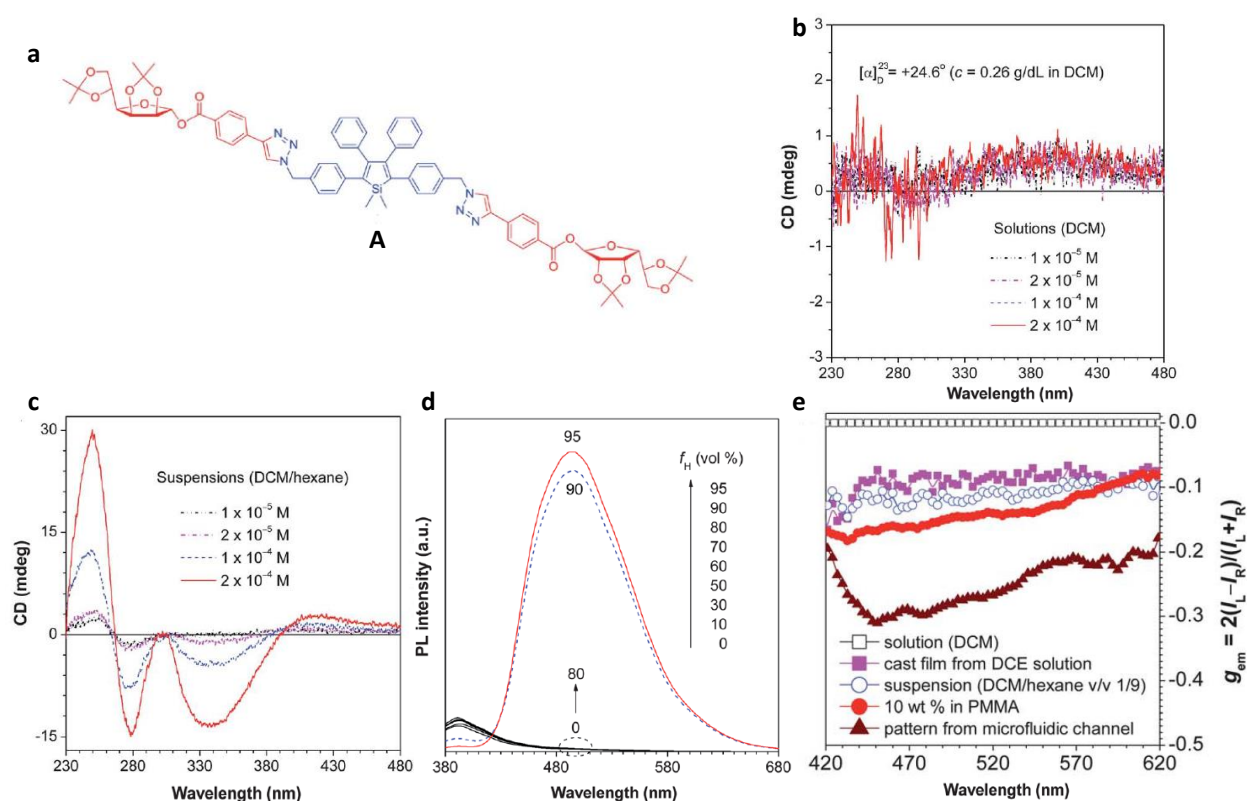 a
O
O
O
O
O
O
O
N
N
N
Si
N
N
N
A
O
O
O
O
O
O
O
b
[α]D23 = +24.6° (c = 0.26 g/dL in DCM)
CD (mdeg)
3
2
1
0
-1
-2
-3
Solutions (DCM)
1 x 10–5 M
2 x 10–5 M
1 x 10–4 M
2 x 10–4 M
230 280 330 380 430 480
Wavelength (nm)
c
CD (mdeg)
30
15
0
-15
Suspensions (DCM/hexane)
1 x 10–5 M
2 x 10–5 M
1 x 10–4 M
2 x 10–4 M
230 280 330 380 430 480
Wavelength (nm)
d
PL intensity (a.u.)
95
90
80
0
fH (vol %)
95
90
80
70
60
50
30
10
0
380 480 580 680
Wavelength (nm)
e
0.0
-0.1
-0.2
-0.3
-0.4
-0.5
gem = 2(IL–IR)/(IL+IR)
solution (DCM)
cast film from DCE solution
suspension (DCM/hexane v/v 1/9)
10 wt % in PMMA
pattern from microfluidic channel
420 470 520 570 620
Wavelength (nm)